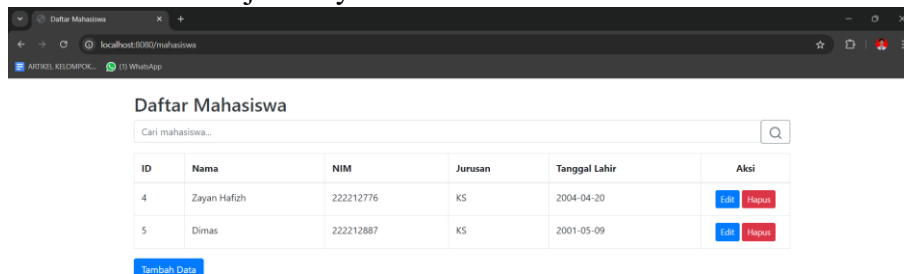 Daftar Mahasiswa
localhost:8080/mahasiswa
ARTIKEL KELOMPOK... (1) WhatsApp
Daftar Mahasiswa
Cari mahasiswa...
ID Nama NIM Jurusan Tanggal Lahir Aksi
4 Zayan Hafizh 222212776 KS 2004-04-20 Edit Hapus
5 Dimas 222212887 KS 2001-05-09 Edit Hapus
Tambah Data